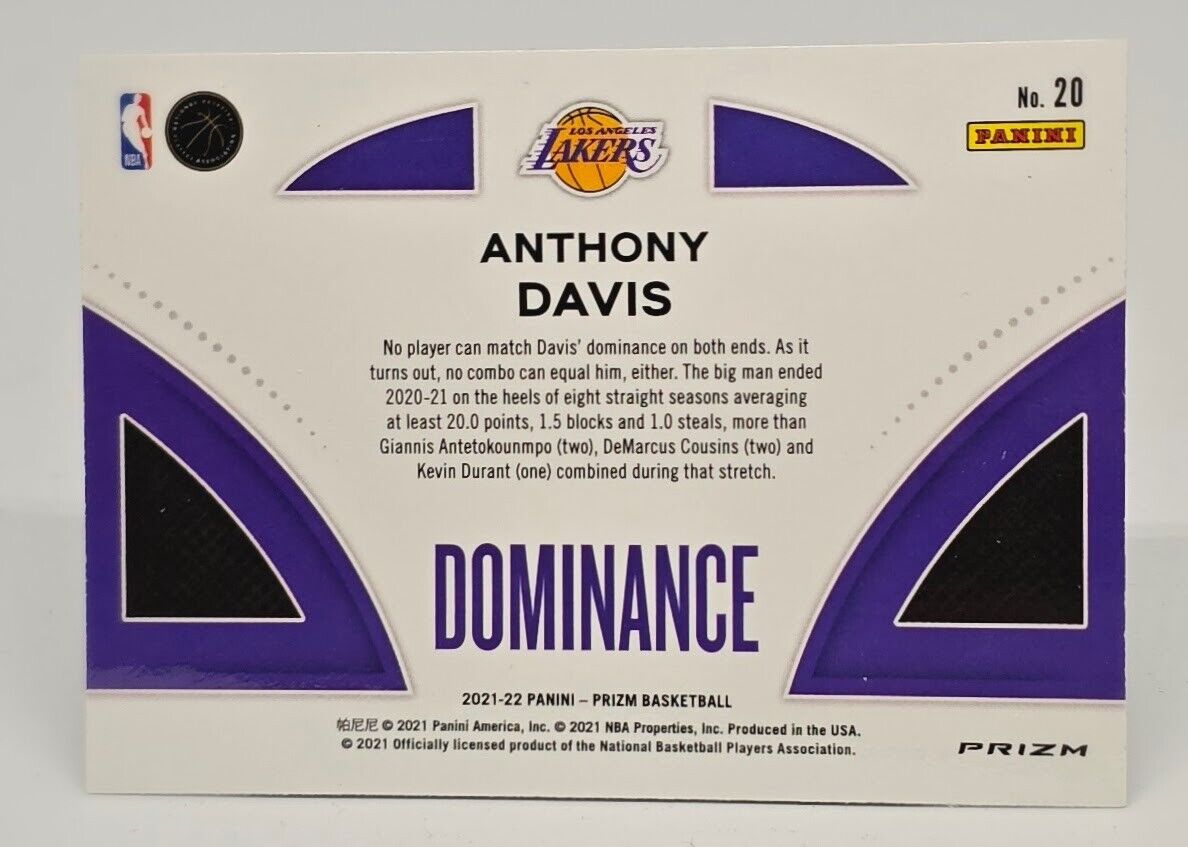 No. 20
NBA
LOS ANGELES
LAKERS
PANINI
ANTHONY
DAVIS
No player can match Davis' dominance on both ends. As it
turns out, no combo can equal him, either. The big man ended
2020-21 on the heels of eight straight seasons averaging
at least 20.0 points, 1.5 blocks and 1.0 steals, more than
Giannis Antetokounmpo (two), DeMarcus Cousins (two) and
Kevin Durant (one) combined during that stretch.
DOMINANCE
2021-22 PANINI – PRIZM BASKETBALL
帕尼尼 © 2021 Panini America, Inc. © 2021 NBA Properties, Inc. Produced in the USA.
© 2021 Officially licensed product of the National Basketball Players Association.
PRIZM